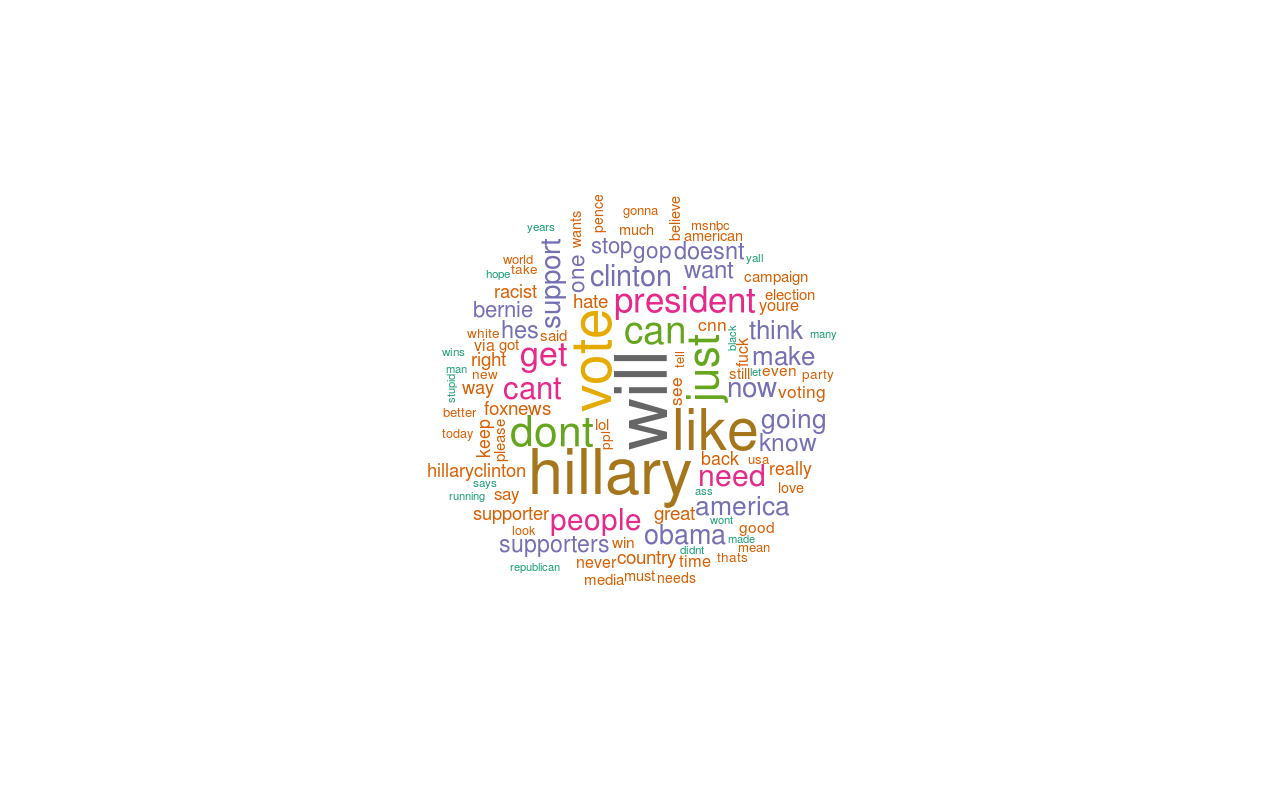 pence
gonna
believe
years
wants
much
msnbc
american
support
one
stop
gop
doesnt
yall
world
hope
take
clinton
want
campaign
racist
hate
president
election
youre
bernie
hes
said
vote
can
cnn
think
black
many
white
via
got
get
will
tell
just
fuck
make
wins
right
man
new
stupid
way
cant
see
still
let
even
party
now
voting
better
foxnews
dont
lol
ppl
like
going
know
today
keep
please
hillaryclinton
hillary
back
usa
really
need
says
running
say
ass
love
supporter
people
great
america
wont
look
obama
good
made
mean
supporters
win
didnt
republican
never
country
time
thats
media
must
needs